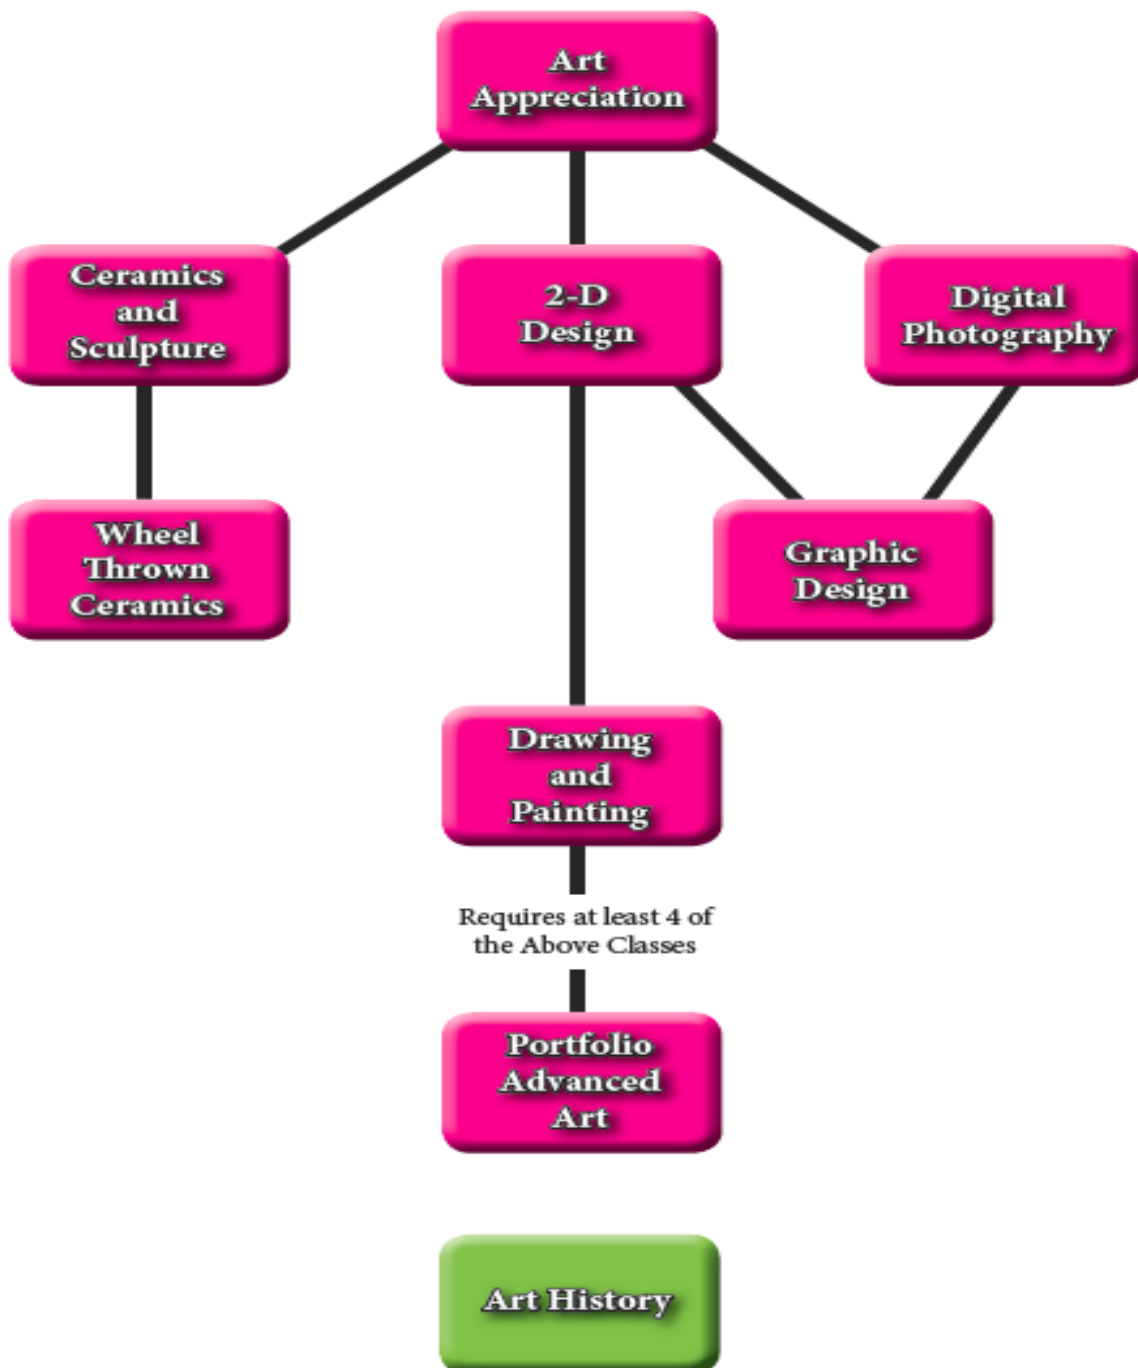 Art
Appreciation
Ceramics
and
Sculpture
2-D
Design
Digital
Photography
Wheel
Thrown
Ceramics
Graphic
Design
Drawing
and
Painting
Requires at least 4 of
the Above Classes
Portfolio
Advanced
Art
Art History